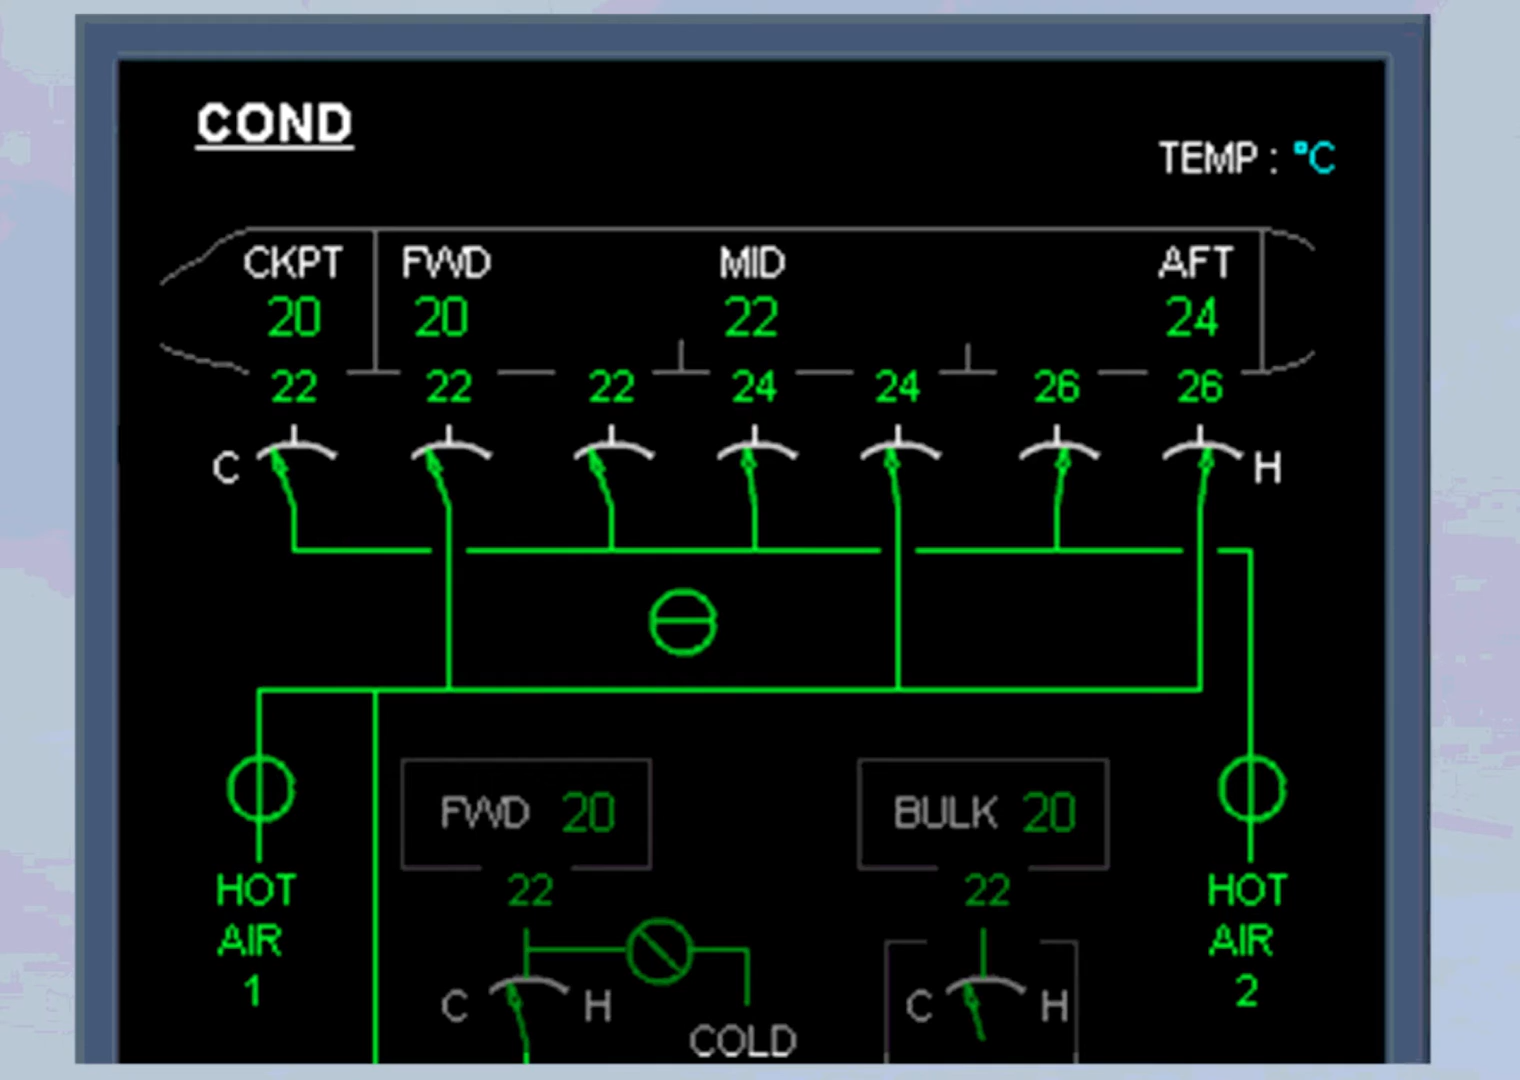 COND
TEMP : °C
CKPT FWD MID AFT
20 20 22 24
22 22 22 24 24 26 26
C H
FWD 20 BULK 20
22 22
HOT AIR 1
HOT AIR 2
C H C H
COLD